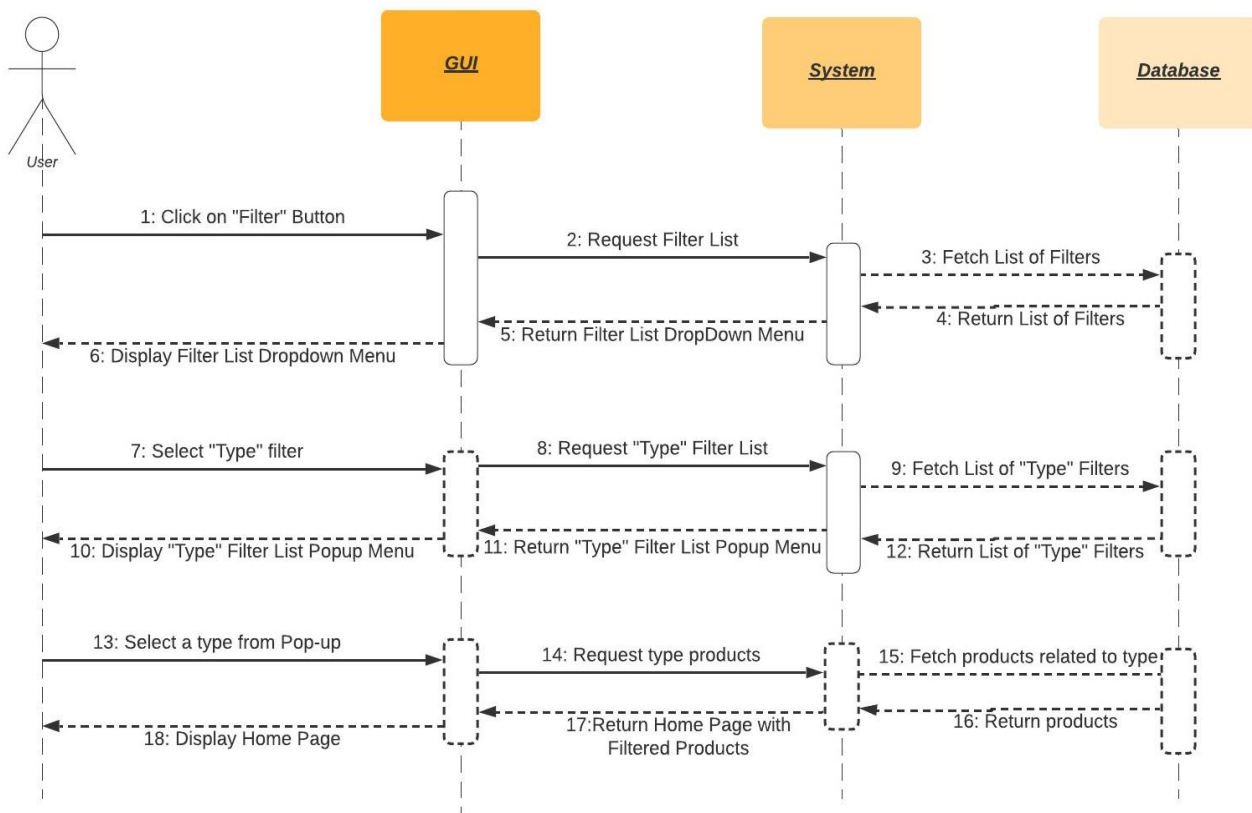 GUI
System
Database
User
1: Click on "Filter" Button
2: Request Filter List
3: Fetch List of Filters
4: Return List of Filters
5: Return Filter List DropDown Menu
6: Display Filter List Dropdown Menu
7: Select "Type" filter
8: Request "Type" Filter List
9: Fetch List of "Type" Filters
10: Display "Type" Filter List Popup Menu
11: Return "Type" Filter List Popup Menu
12: Return List of "Type" Filters
13: Select a type from Pop-up
14: Request type products
15: Fetch products related to type
16: Return products
17:Return Home Page with
Filtered Products
18: Display Home Page